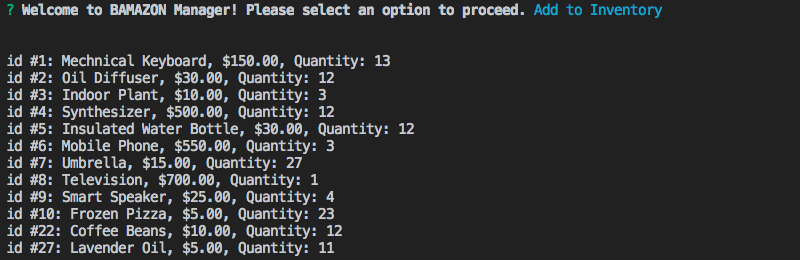 ? Welcome to BAMAZON Manager! Please select an option to proceed. Add to Inventory
id #1: Mechnical Keyboard, $150.00, Quantity: 13
id #2: Oil Diffuser, $30.00, Quantity: 12
id #3: Indoor Plant, $10.00, Quantity: 3
id #4: Synthesizer, $500.00, Quantity: 12
id #5: Insulated Water Bottle, $30.00, Quantity: 12
id #6: Mobile Phone, $550.00, Quantity: 3
id #7: Umbrella, $15.00, Quantity: 27
id #8: Television, $700.00, Quantity: 1
id #9: Smart Speaker, $25.00, Quantity: 4
id #10: Frozen Pizza, $5.00, Quantity: 23
id #22: Coffee Beans, $10.00, Quantity: 12
id #27: Lavender Oil, $5.00, Quantity: 11